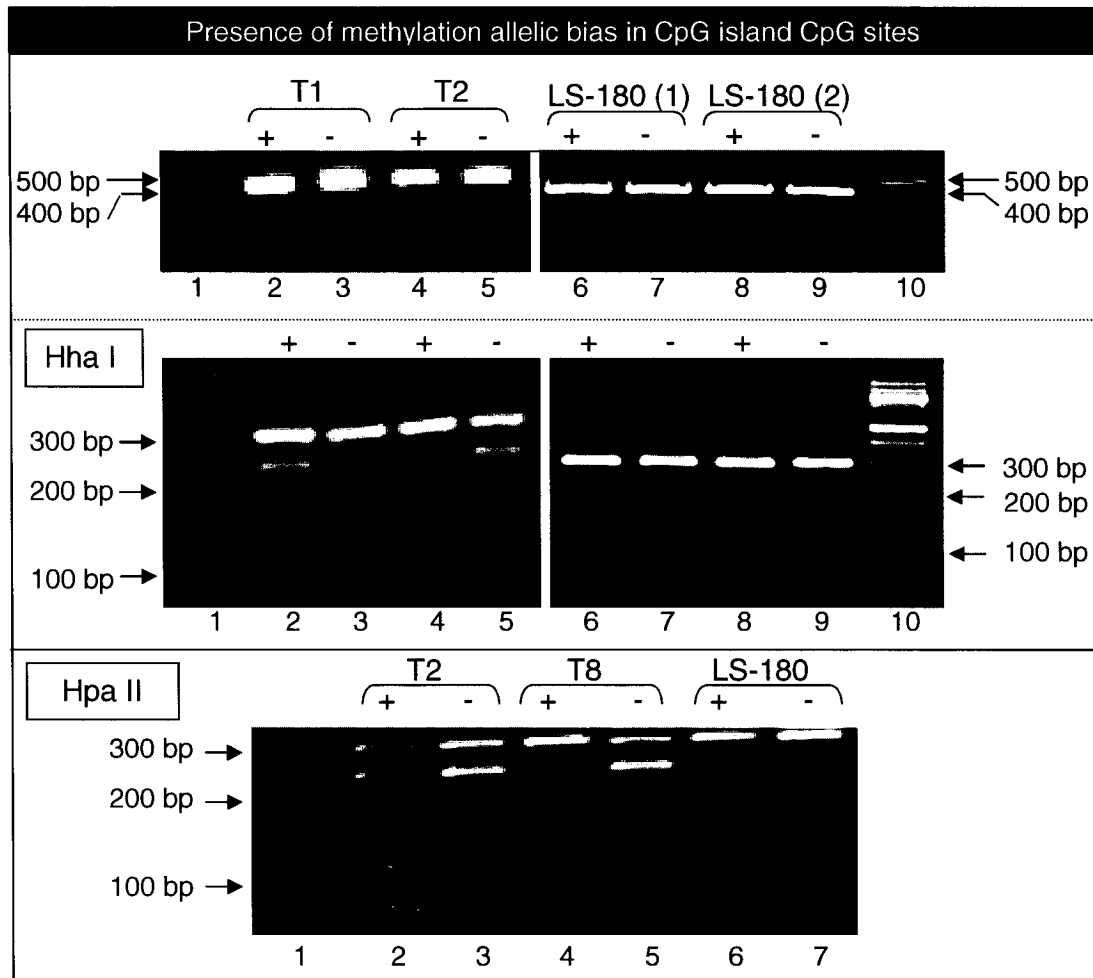 Presence of methylation allelic bias in CpG island CpG sites
T1 T2 LS-180 (1) LS-180 (2)
+ - + - + - + -
500 bp 500 bp
400 bp 400 bp
1 2 3 4 5 6 7 8 9 10
Hha I + - + - + - + -
300 bp 300 bp
200 bp 200 bp
100 bp 100 bp
1 2 3 4 5 6 7 8 9 10
Hpa II T2 T8 LS-180
+ - + - + -
300 bp
200 bp
100 bp
1 2 3 4 5 6 7